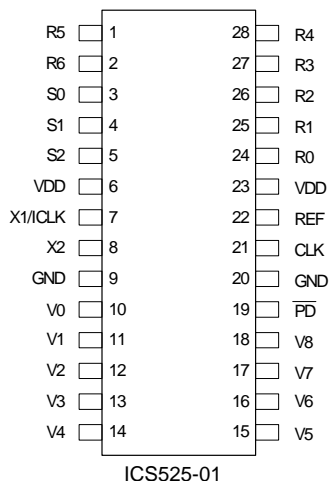 R5 1 28 R4
R6 2 27 R3
S0 3 26 R2
S1 4 25 R1
S2 5 24 R0
VDD 6 23 VDD
X1/ICLK 7 22 REF
X2 8 21 CLK
GND 9 20 GND
V0 10 19 P̅D̅
V1 11 18 V8
V2 12 17 V7
V3 13 16 V6
V4 14 15 V5
ICS525-01